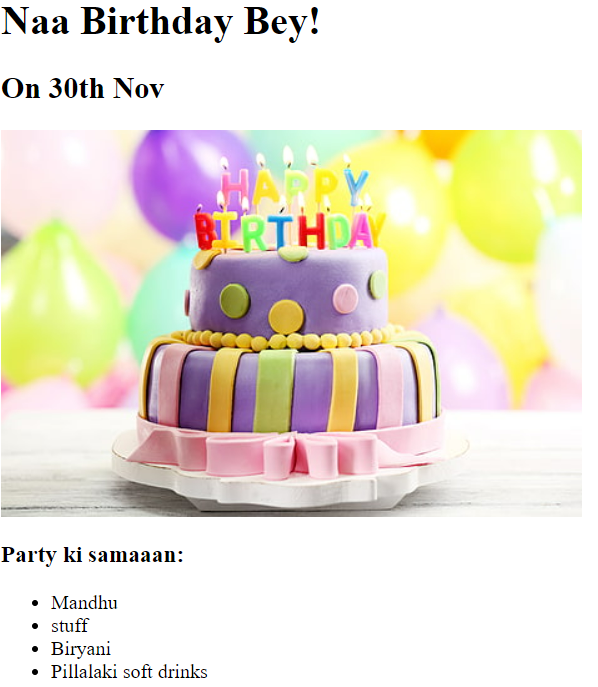 Naa Birthday Bey!
On 30th Nov
HAPPY
BIRTHDAY
Party ki samaaan:
Mandhu
stuff
Biryani
Pillalaki soft drinks